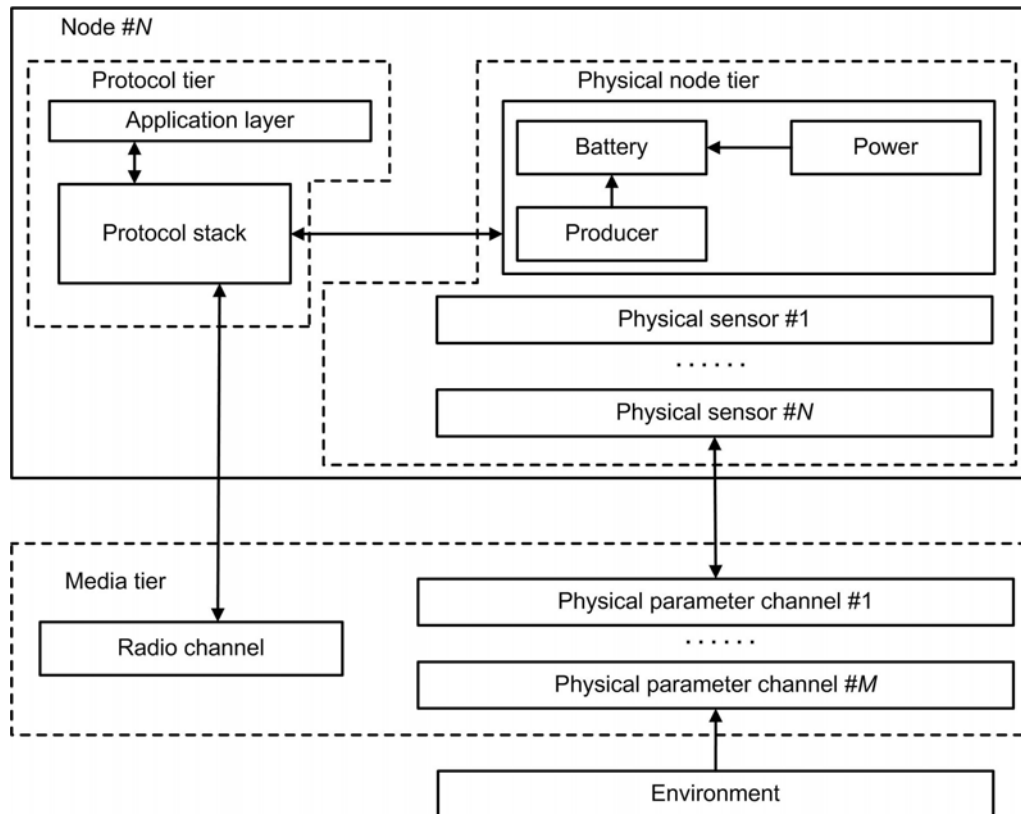 Node #N
Protocol tier
Application layer
Protocol stack
Physical node tier
Battery
Power
Producer
Physical sensor #1
......
Physical sensor #N
Media tier
Radio channel
Physical parameter channel #1
......
Physical parameter channel #M
Environment